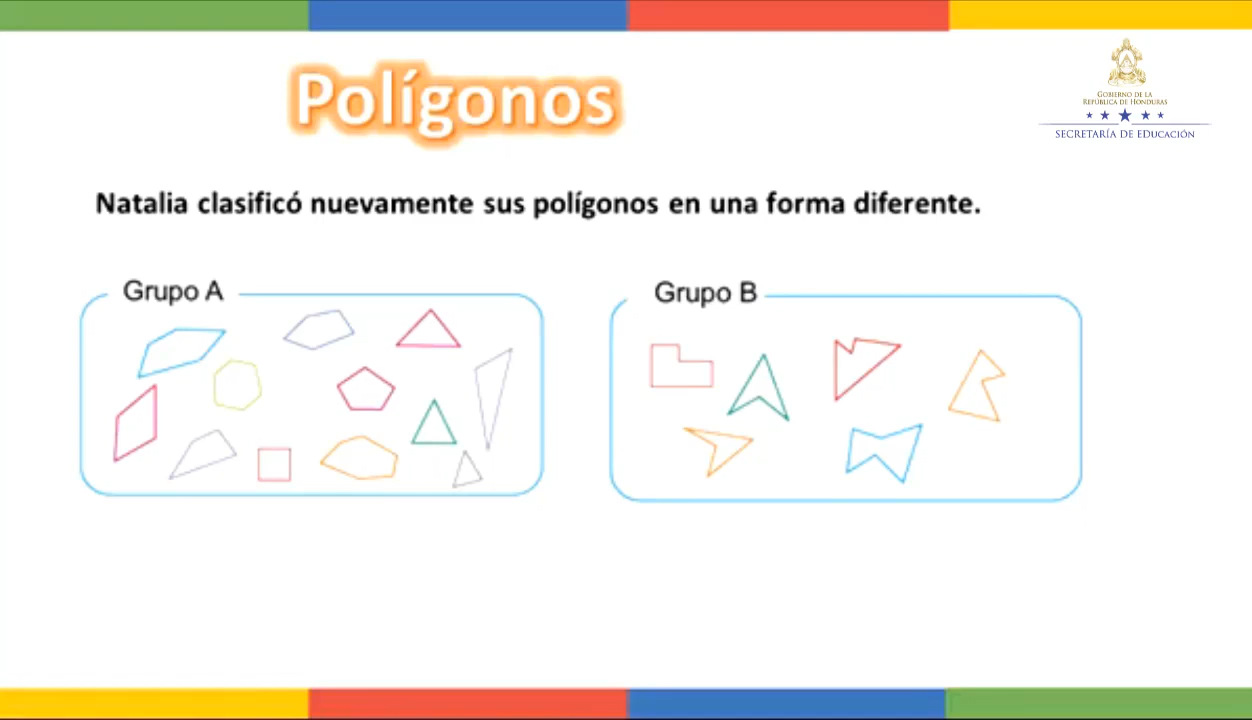 Polígonos
GOBIERNO DE LA
REPÚBLICA DE HONDURAS
SECRETARÍA DE EDUCACIÓN
Natalia clasificó nuevamente sus polígonos en una forma diferente.
Grupo A
Grupo B